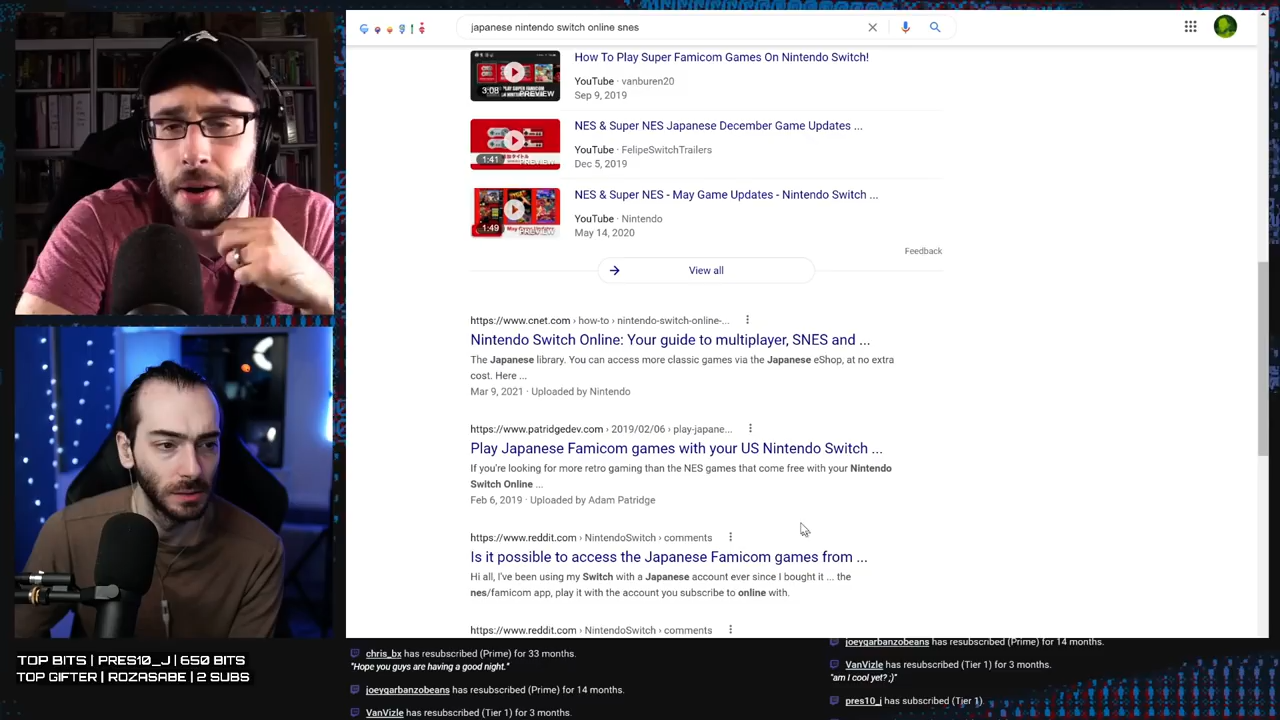 japanese nintendo switch online snes
How To Play Super Famicom Games On Nintendo Switch!
3:08
PREVIEW
YouTube · vanburen20
Sep 9, 2019
NES & Super NES Japanese December Game Updates ...
1:41
PREVIEW
YouTube · FelipeSwitchTrailers
Dec 5, 2019
NES & Super NES - May Game Updates - Nintendo Switch ...
1:49
PREVIEW
May Game Updates
YouTube · Nintendo
May 14, 2020
Feedback
View all
https://www.cnet.com › how-to › nintendo-switch-online-...
Nintendo Switch Online: Your guide to multiplayer, SNES and ...
The Japanese library. You can access more classic games via the Japanese eShop, at no extra
cost. Here ...
Mar 9, 2021 · Uploaded by Nintendo
https://www.patridgedev.com › 2019/02/06 › play-japane...
Play Japanese Famicom games with your US Nintendo Switch ...
If you're looking for more retro gaming than the NES games that come free with your Nintendo
Switch Online ...
Feb 6, 2019 · Uploaded by Adam Patridge
https://www.reddit.com › NintendoSwitch › comments
Is it possible to access the Japanese Famicom games from ...
Hi all, I've been using my Switch with a Japanese account ever since I bought it ... the
nes/famicom app, play it with the account you subscribe to online with.
https://www.reddit.com › NintendoSwitch › comments
TOP BITS | PRES10_J | 650 BITS
TOP GIFTER | ROZASABE | 2 SUBS
chris_bx has resubscribed (Prime) for 33 months.
"Hope you guys are having a good night."
joeygarbanzobeans has resubscribed (Prime) for 14 months.
VanVizle has resubscribed (Tier 1) for 3 months.
joeygarbanzobeans has resubscribed (Prime) for 14 months.
VanVizle has resubscribed (Tier 1) for 3 months.
"am I cool yet? ;)"
pres10_j has subscribed (Tier 1).